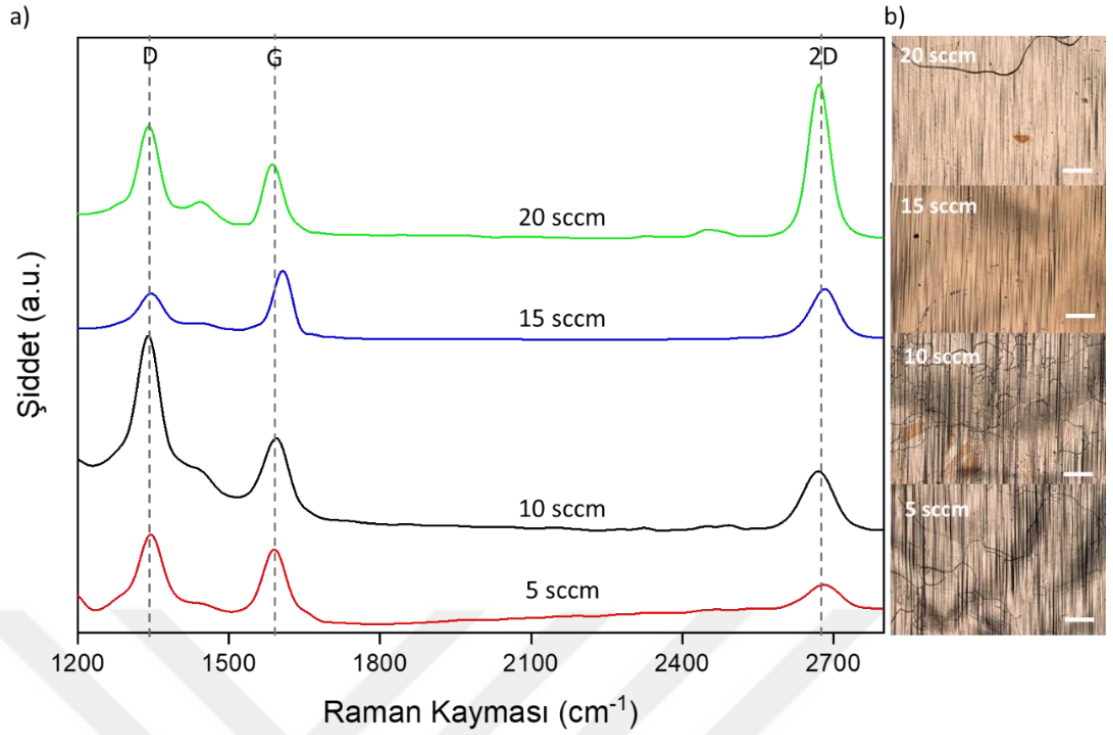 a)
b)
D
G
2D
20 sccm
15 sccm
10 sccm
5 sccm
1200
1500
1800
2100
2400
2700
Raman Kayması (cm-1)
Şiddet (a.u.)
20 sccm
15 sccm
10 sccm
5 sccm